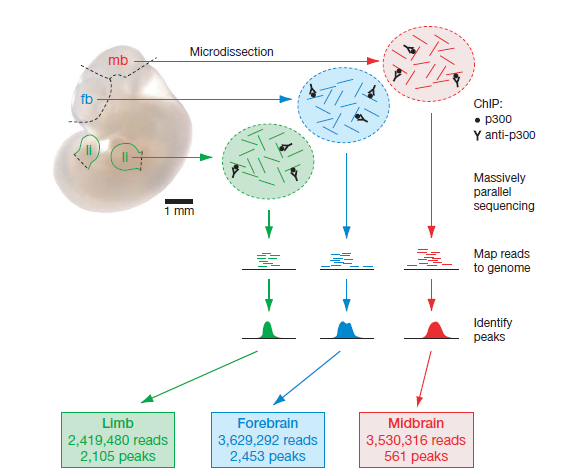 mb
Microdissection
fb
li
li
1 mm
ChIP:
• p300
Y anti-p300
Massively
parallel
sequencing
Map reads
to genome
Identify
peaks
Limb
2,419,480 reads
2,105 peaks
Forebrain
3,629,292 reads
2,453 peaks
Midbrain
3,530,316 reads
561 peaks